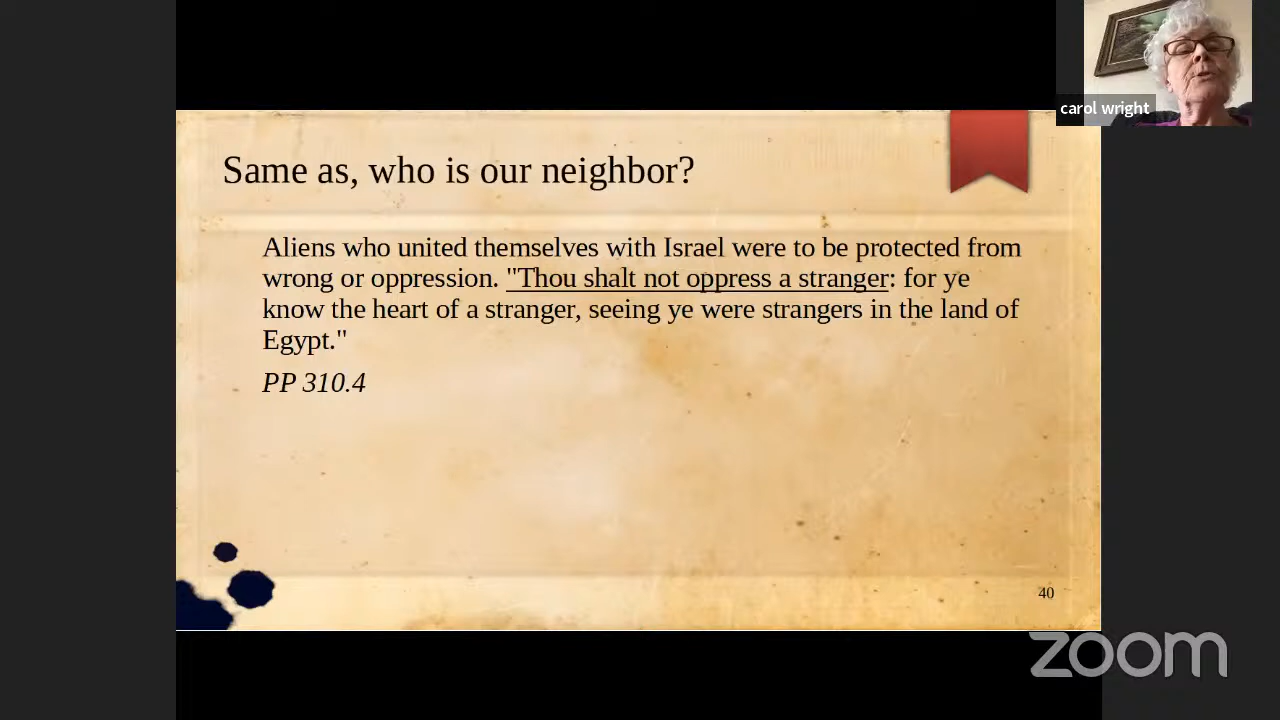 carol wright
Same as, who is our neighbor?
Aliens who united themselves with Israel were to be protected from
wrong or oppression. "Thou shalt not oppress a stranger: for ye
know the heart of a stranger, seeing ye were strangers in the land of
Egypt."
PP 310.4
40
zoom